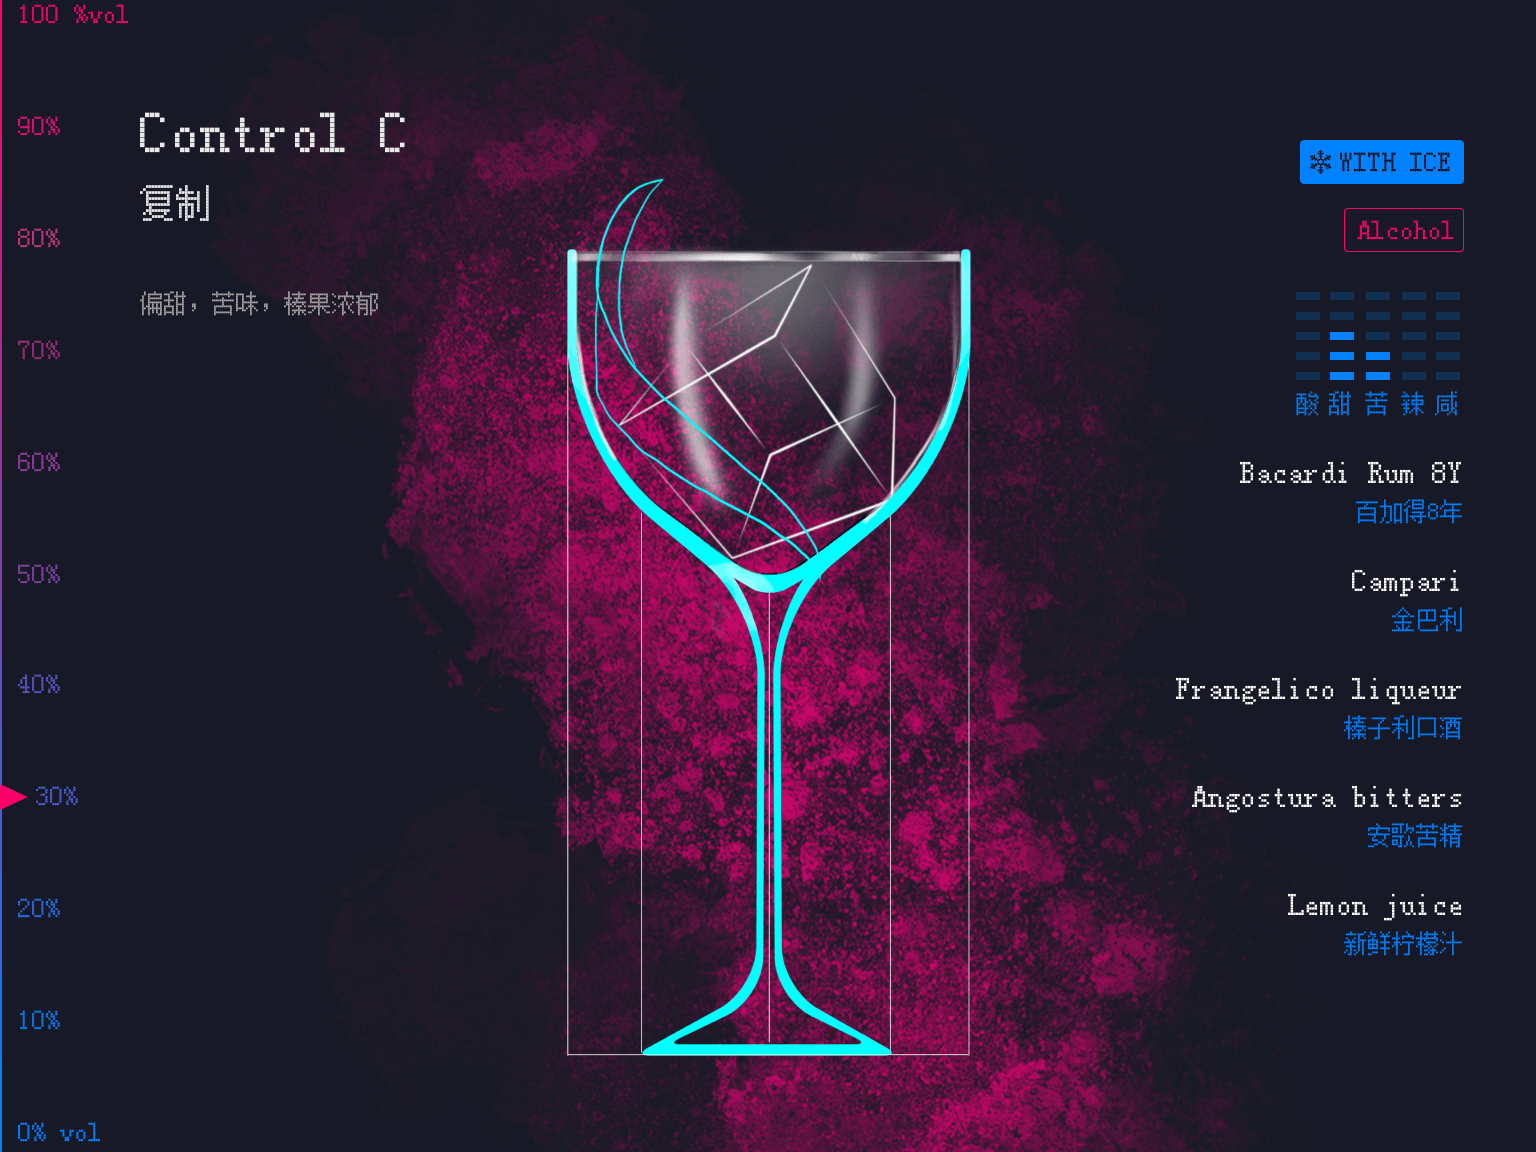 100 %vol
90%
80%
70%
60%
50%
40%
30%
20%
10%
0% vol
Control C
复制
偏甜，苦味，榛果浓郁
WITH ICE
Alcohol
酸 甜 苦 辣 咸
Bacardi Rum 8Y
百加得8年
Campari
金巴利
Frangelico liqueur
榛子利口酒
Angostura bitters
安歌苦精
Lemon juice
新鲜柠檬汁